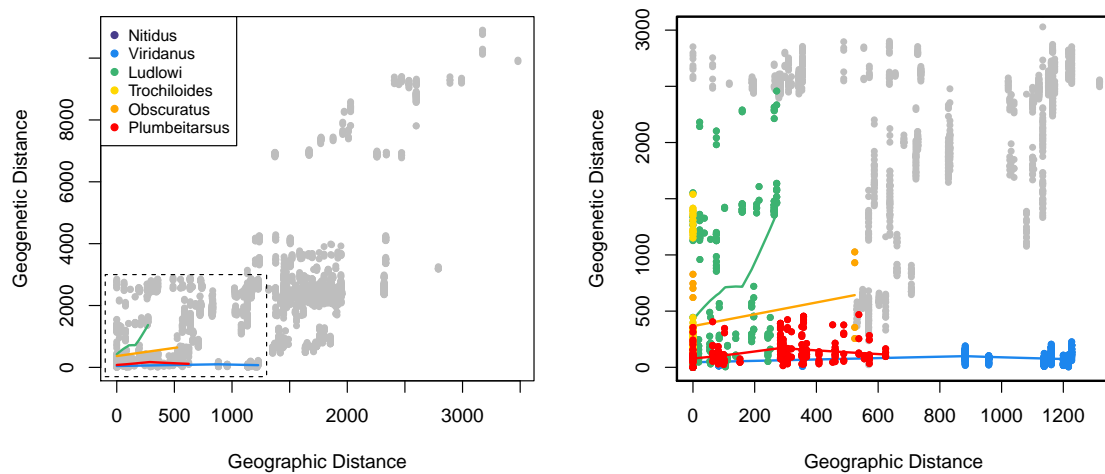 Nitidus
Viridanus
Ludlowi
Trochiloides
Obscuratus
Plumbeitarsus
Geogenetic Distance
0 2000 4000 6000 8000
0 500 1000 2000 3000
Geographic Distance
Geogenetic Distance
0 500 1000 2000 3000
0 200 400 600 800 1000 1200
Geographic Distance